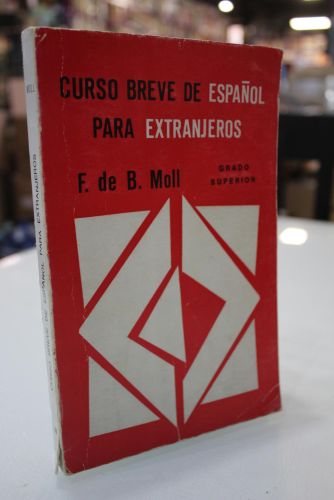 CURSO BREVE DE ESPAÑOL
PARA EXTRANJEROS
F. de B. Moll
GRADO
SUPERIOR
MOLL
CURSO BREVE DE ESPAÑOL PARA EXTRANJEROS